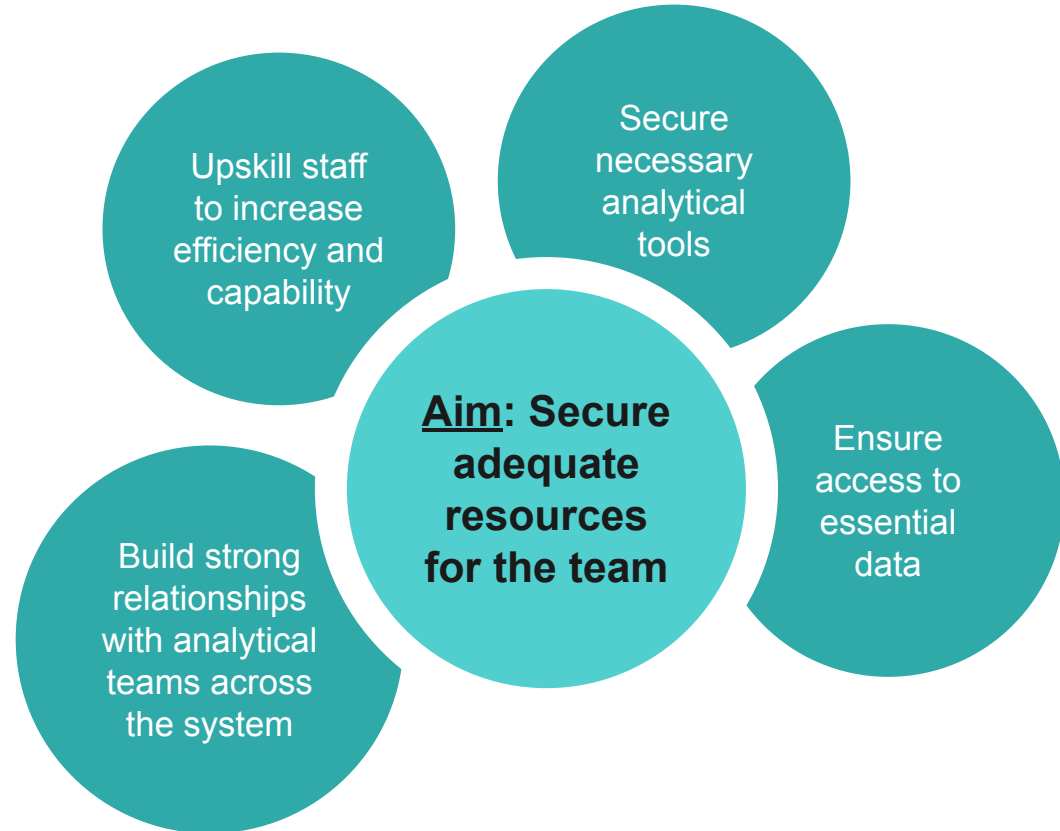 Upskill staff
to increase
efficiency and
capability
Secure
necessary
analytical
tools
Aim: Secure
adequate
resources
for the team
Ensure
access to
essential
data
Build strong
relationships
with analytical
teams across
the system